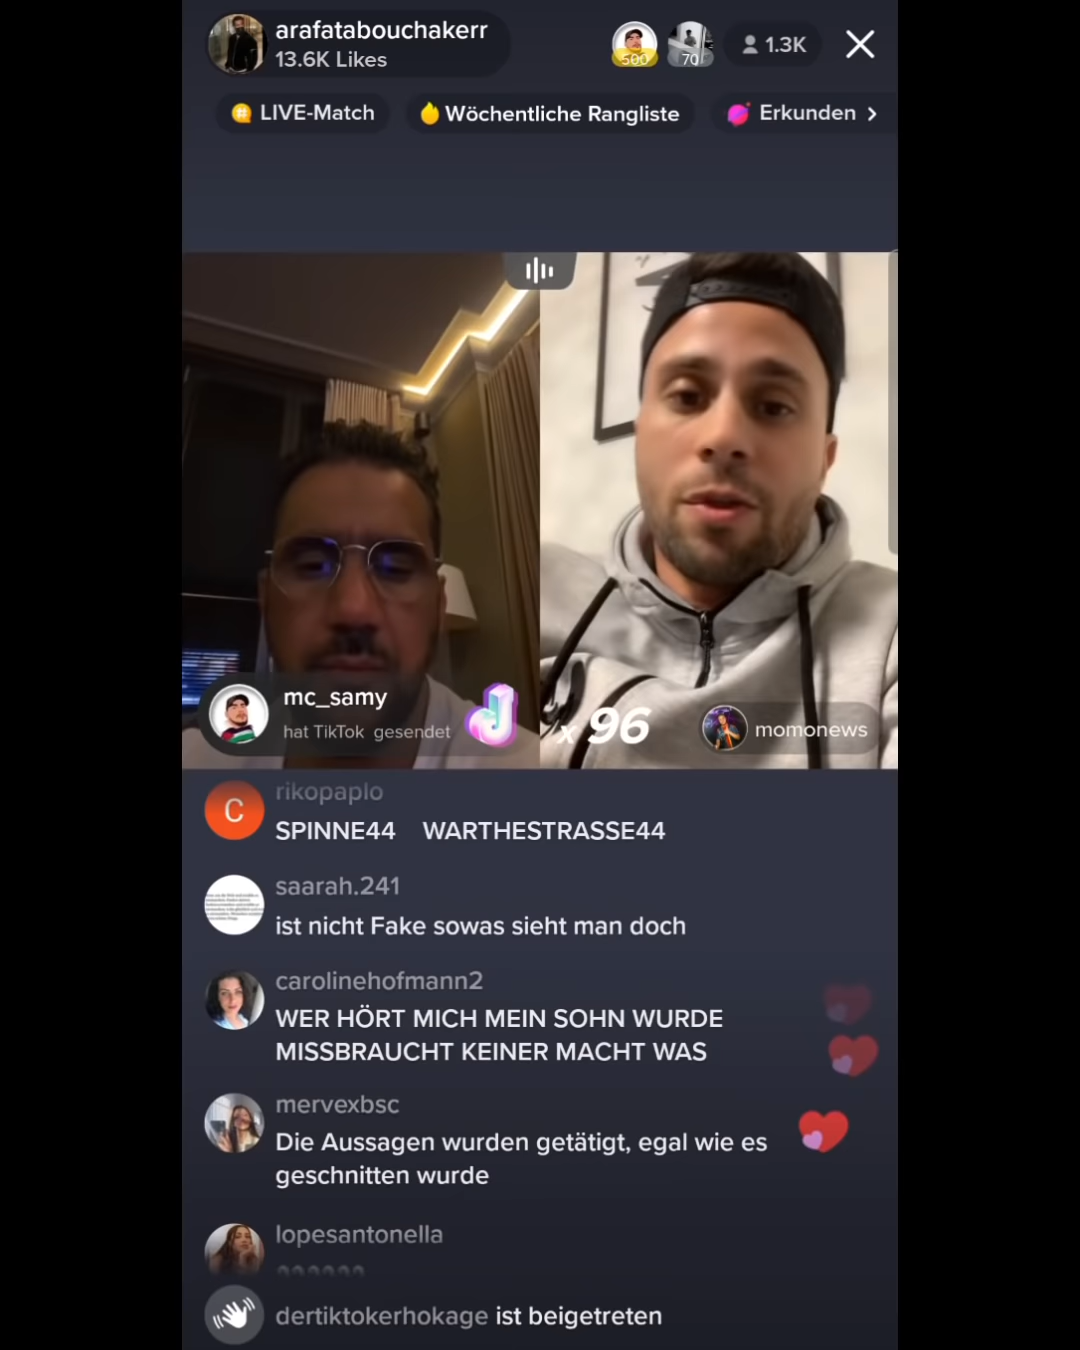 arafatabouchakerr
13.6K Likes
500
70
1.3K
LIVE-Match
Wöchentliche Rangliste
Erkunden >
mc_samy
hat TikTok gesendet
x 96
momonews
rikopaplo
C
SPINNE44 WARTHESTRASSE44
saarah.241
ist nicht Fake sowas sieht man doch
carolinehofmann2
WER HÖRT MICH MEIN SOHN WURDE
MISSBRAUCHT KEINER MACHT WAS
mervexbsc
Die Aussagen wurden getätigt, egal wie es
geschnitten wurde
lopesantonella
dertiktokerhokage ist beigetreten